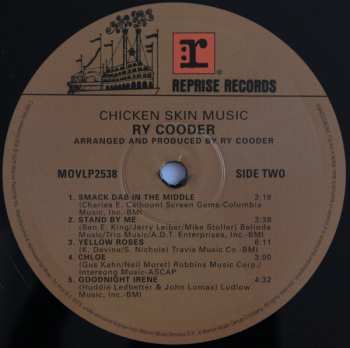 r
REPRISE RECORDS
CHICKEN SKIN MUSIC
RY COODER
ARRANGED AND PRODUCED BY RY COODER
MOVLP2538 SIDE TWO
1. SMACK DAB IN THE MIDDLE 3:18
(Charles E. Calhoun) Screen Gems-Columbia
Music, Inc.-BMI
2. STAND BY ME 3:38
(Ben E. King/Jerry Leiber/Mike Stoller) Belinda
Music/Trio Music/A.D.T. Enterprises, Inc.-BMI
3. YELLOW ROSES 6:11
(K. Devine/S. Nichols) Travis Music Co.-BMI
4. CHLOE 3:00
(Gus Kahn/Neil Moret) Robbins Music Corp./
Intersong Music-ASCAP
5. GOODNIGHT IRENE 4:32
(Huddie Ledbetter & John Lomax) Ludlow
Music, Inc.-BMI